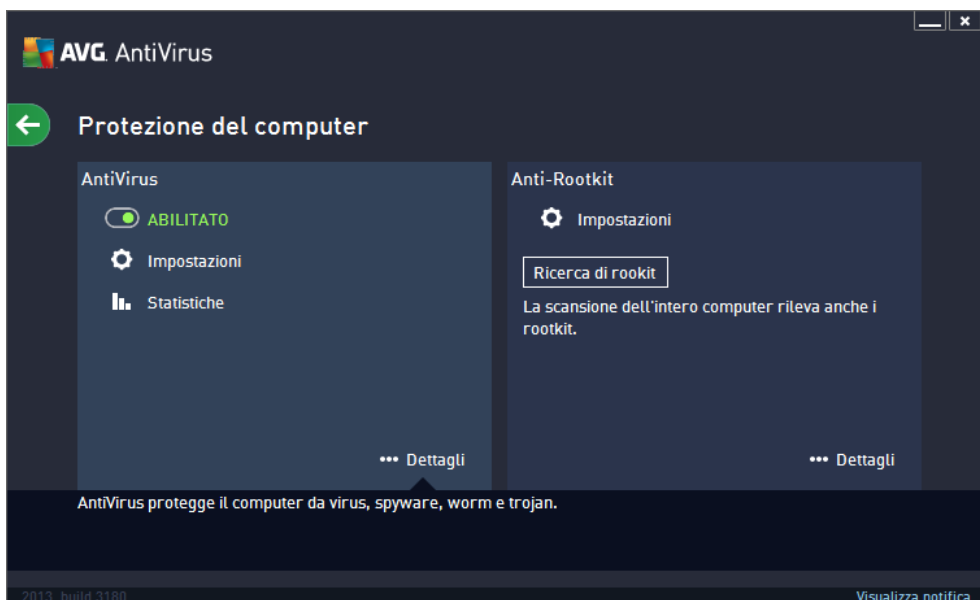 AVG. AntiVirus
Protezione del computer
AntiVirus
ABILITATO
Impostazioni
Statistiche
••• Dettagli
Anti-Rootkit
Impostazioni
Ricerca di rookit
La scansione dell'intero computer rileva anche i
rootkit.
••• Dettagli
AntiVirus protegge il computer da virus, spyware, worm e trojan.
2013, build 3180
Visualizza notifica